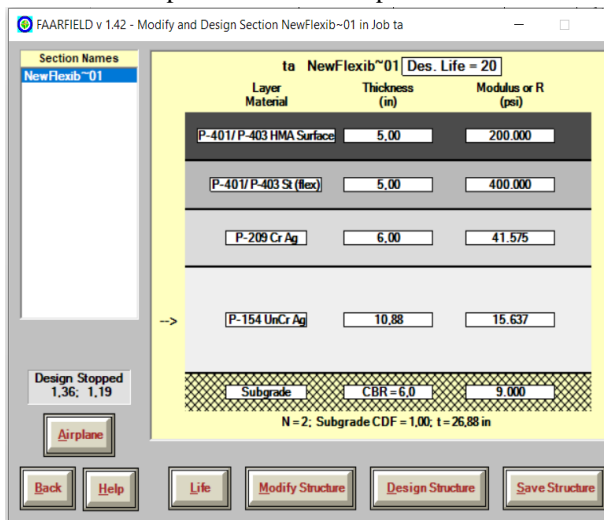 FAARFIELD v 1.42 - Modify and Design Section NewFlexib~01 in Job ta
Section Names
NewFlexib~01
ta NewFlexib~01 Des. Life = 20
Layer Material Thickness (in) Modulus or R (psi)
P-401/ P-403 HMA Surface 5,00 200.000
P-401/ P-403 St (flex) 5,00 400.000
P-209 Cr Ag 6,00 41.575
--> P-154 UnCr Ag 10,88 15.637
Subgrade CBR = 6,0 9.000
N = 2; Subgrade CDF = 1,00; t = 26,88 in
Design Stopped
1,36; 1,19
Airplane
Back Help Life Modify Structure Design Structure Save Structure